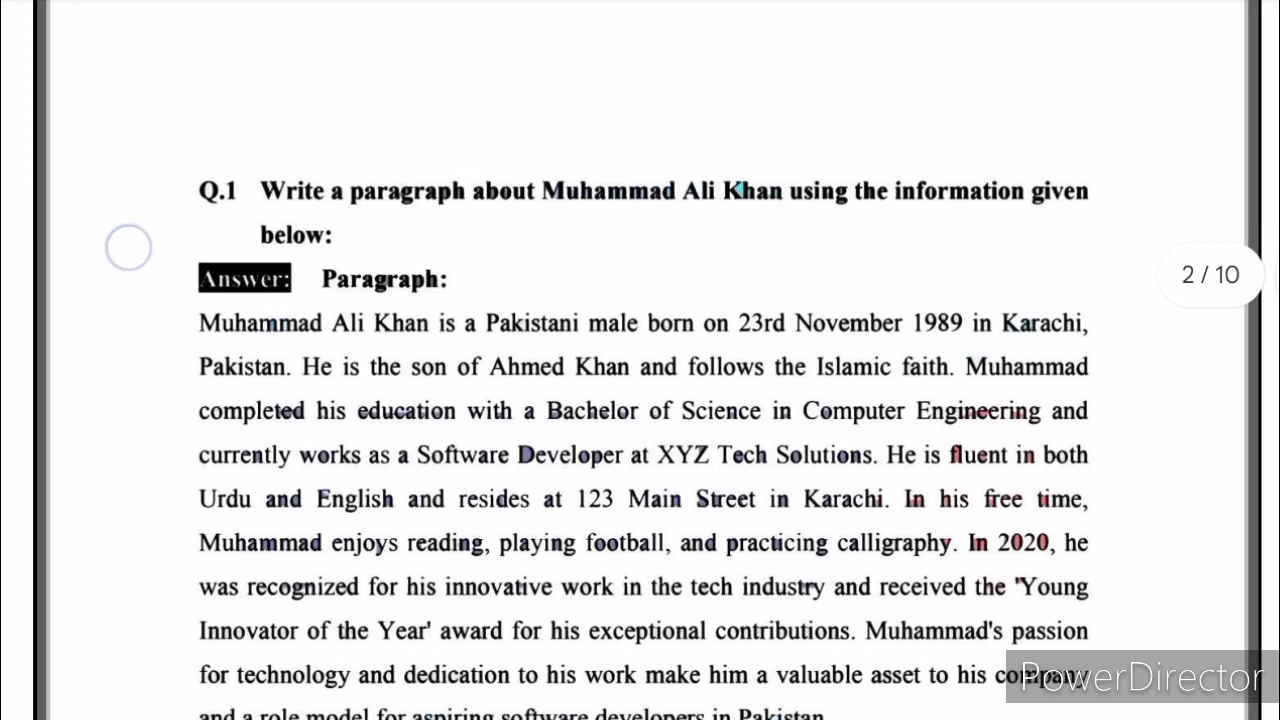 Q.1 Write a paragraph about Muhammad Ali Khan using the information given
below:
Answer: Paragraph:
Muhammad Ali Khan is a Pakistani male born on 23rd November 1989 in Karachi,
2 / 10
Pakistan. He is the son of Ahmed Khan and follows the Islamic faith. Muhammad
completed his education with a Bachelor of Science in Computer Engineering and
currently works as a Software Developer at XYZ Tech Solutions. He is fluent in both
Urdu and English and resides at 123 Main Street in Karachi. In his free time,
Muhammad enjoys reading, playing football, and practicing calligraphy. In 2020, he
was recognized for his innovative work in the tech industry and received the 'Young
Innovator of the Year' award for his exceptional contributions. Muhammad's passion
for technology and dedication to his work make him a valuable asset to his company
and a role model for aspiring software developers in Pakistan.
PowerDirector